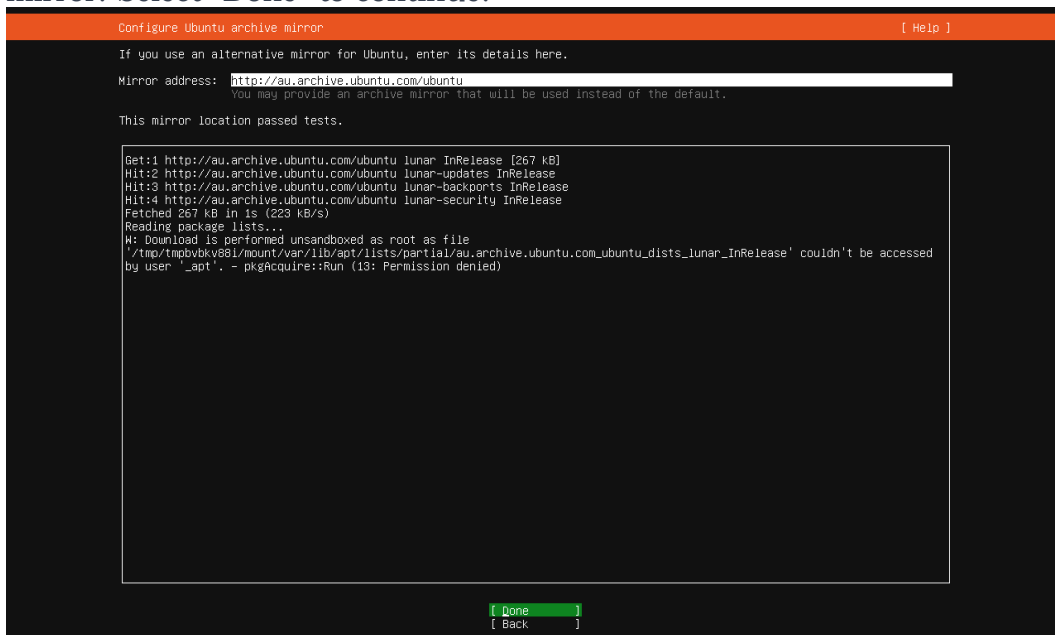 mirror. Select "Done" to continue.
Configure Ubuntu archive mirror [ Help ]
If you use an alternative mirror for Ubuntu, enter its details here.
Mirror address: http://au.archive.ubuntu.com/ubuntu
You may provide an archive mirror that will be used instead of the default.
This mirror location passed tests.
Get:1 http://au.archive.ubuntu.com/ubuntu lunar InRelease [267 kB]
Hit:2 http://au.archive.ubuntu.com/ubuntu lunar-updates InRelease
Hit:3 http://au.archive.ubuntu.com/ubuntu lunar-backports InRelease
Hit:4 http://au.archive.ubuntu.com/ubuntu lunar-security InRelease
Fetched 267 kB in 1s (223 kB/s)
Reading package lists...
W: Download is performed unsandboxed as root as file
'/tmp/tmpbvbkv88i/mount/var/lib/apt/lists/partial/au.archive.ubuntu.com_ubuntu_dists_lunar_InRelease' couldn't be accessed
by user '_apt'. - pkgAcquire::Run (13: Permission denied)
[ Done ]
[ Back ]